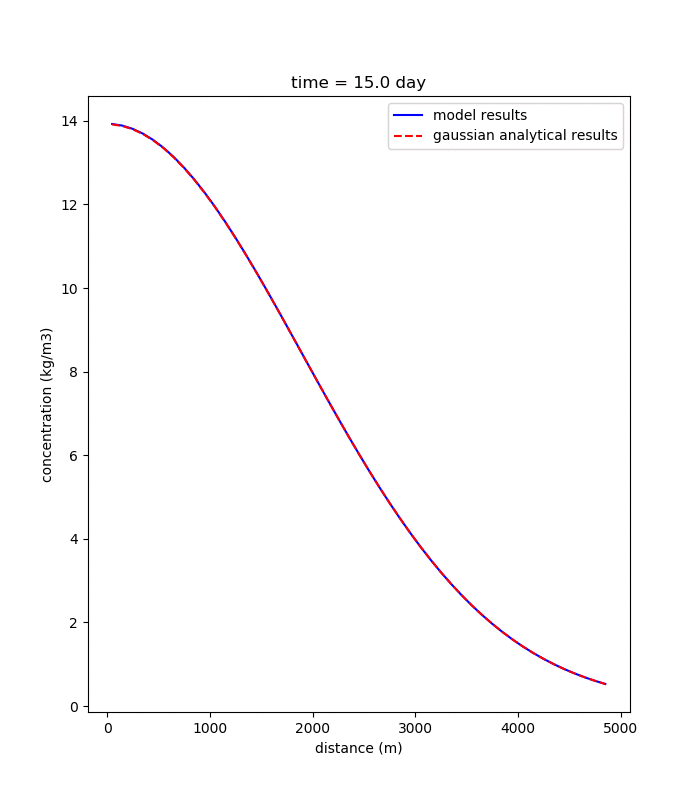 time = 15.0 day
model results
gaussian analytical results
concentration (kg/m3)
14
12
10
8
6
4
2
0
0 1000 2000 3000 4000 5000
distance (m)